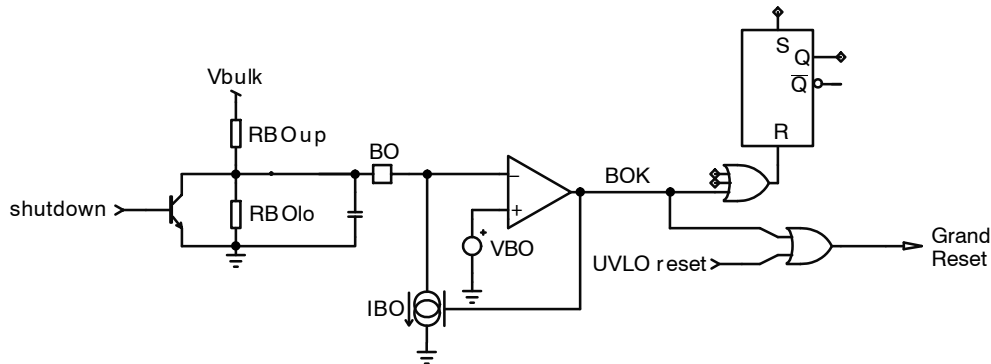 S
Q
Q
R
Vbulk
RBOup
BO
BOK
shutdown
RBOlo
−
+
+
VBO
UVLO reset
Grand
Reset
IBO